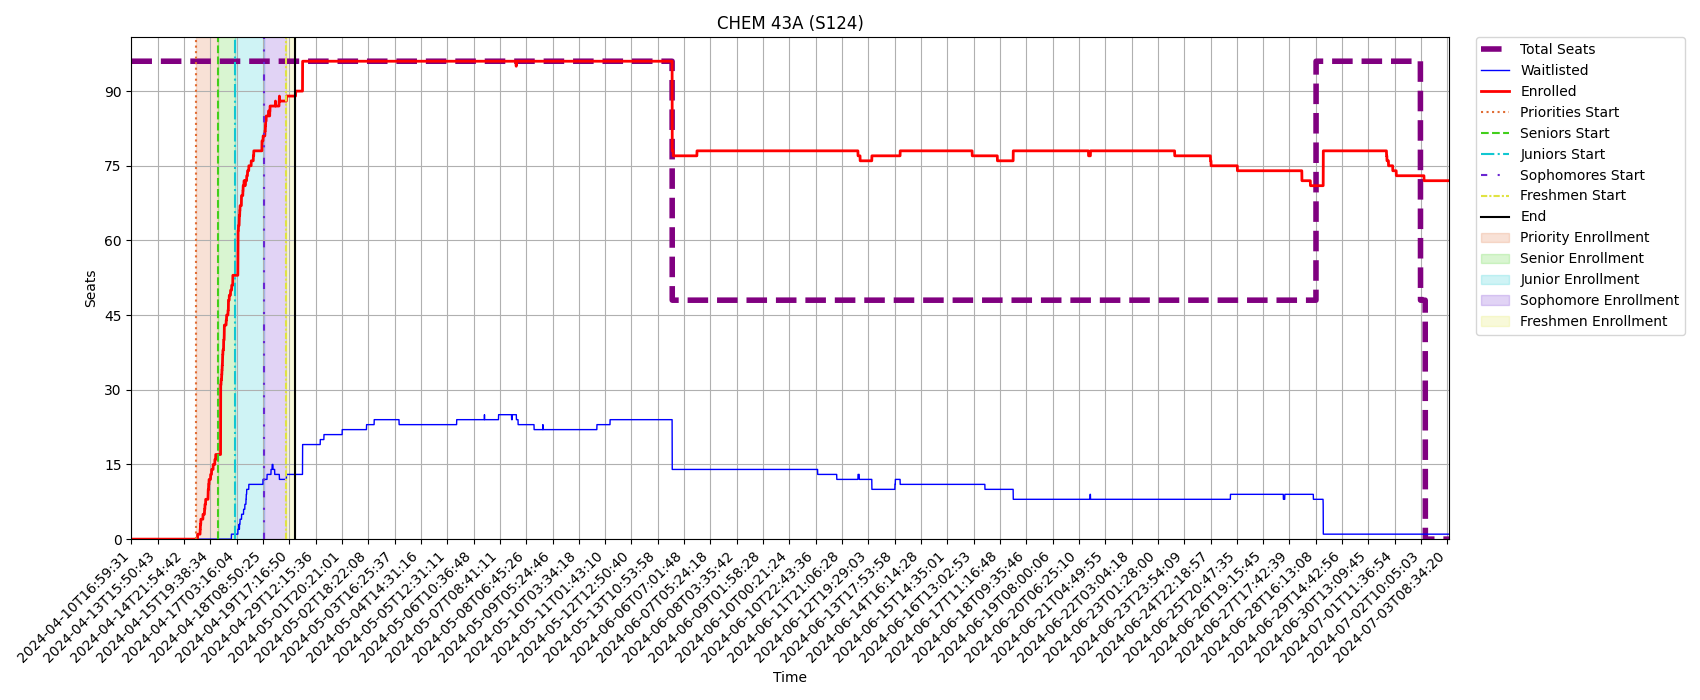 CHEM 43A (S124)
Seats
90
75
60
45
30
15
0
2024-04-10T16:59:31
2024-04-13T15:50:43
2024-04-14T21:54:42
2024-04-15T19:38:34
2024-04-17T03:16:04
2024-04-18T08:50:25
2024-04-19T17:16:50
2024-04-29T12:15:36
2024-05-01T20:21:01
2024-05-02T18:22:08
2024-05-03T16:25:37
2024-05-04T14:31:16
2024-05-05T12:31:11
2024-05-06T10:36:48
2024-05-07T08:41:11
2024-05-08T06:45:26
2024-05-09T05:24:46
2024-05-10T03:34:18
2024-05-11T01:43:10
2024-05-12T12:50:40
2024-05-13T10:53:58
2024-06-06T07:01:48
2024-06-07T05:24:18
2024-06-08T03:35:42
2024-06-09T01:58:28
2024-06-10T00:21:24
2024-06-10T22:43:36
2024-06-11T21:06:28
2024-06-12T19:29:03
2024-06-13T17:53:58
2024-06-14T16:14:28
2024-06-15T14:35:01
2024-06-16T13:02:53
2024-06-17T11:16:48
2024-06-18T09:35:46
2024-06-19T08:00:06
2024-06-20T06:25:10
2024-06-21T04:49:55
2024-06-22T03:04:18
2024-06-23T01:28:00
2024-06-23T23:54:09
2024-06-24T22:18:57
2024-06-25T20:47:35
2024-06-26T19:15:45
2024-06-27T17:42:39
2024-06-28T16:13:08
2024-06-29T14:42:56
2024-06-30T13:09:45
2024-07-01T11:36:54
2024-07-02T10:05:03
2024-07-03T08:34:20
Time
Total Seats
Waitlisted
Enrolled
Priorities Start
Seniors Start
Juniors Start
Sophomores Start
Freshmen Start
End
Priority Enrollment
Senior Enrollment
Junior Enrollment
Sophomore Enrollment
Freshmen Enrollment